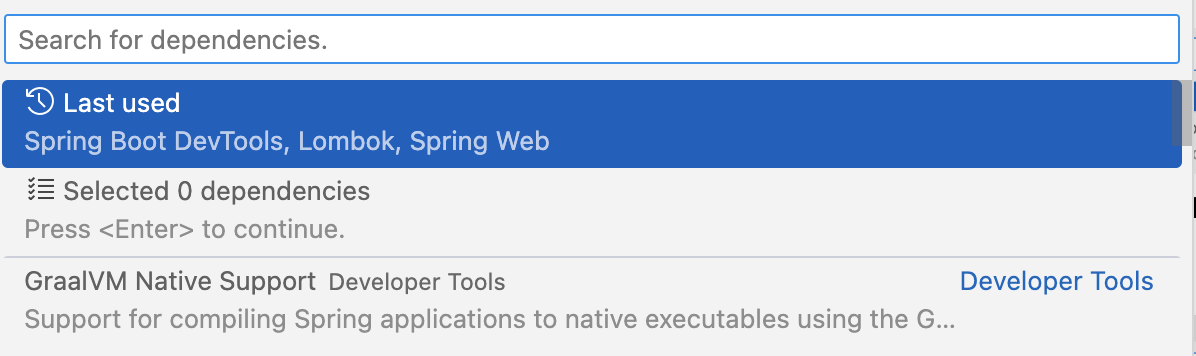 Search for dependencies.
Last used
Spring Boot DevTools, Lombok, Spring Web
Selected 0 dependencies
Press <Enter> to continue.
GraalVM Native Support Developer Tools Developer Tools
Support for compiling Spring applications to native executables using the G...